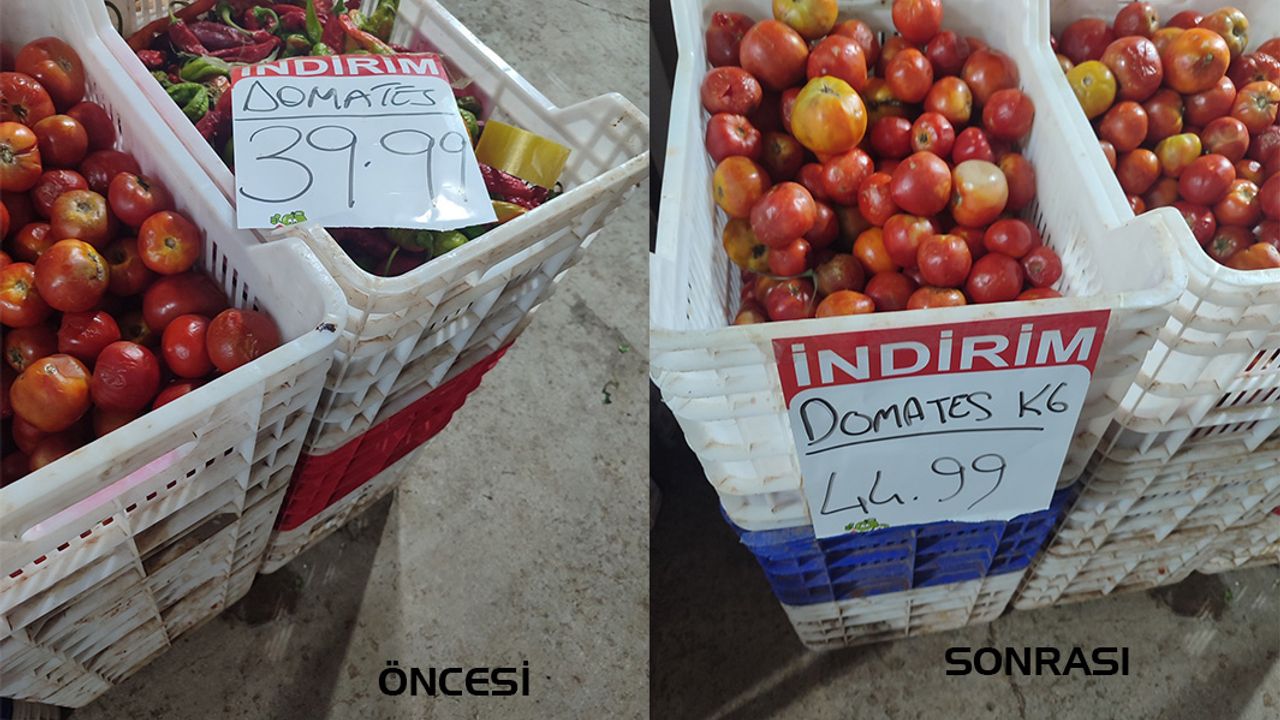 İNDİRİM
DOMATES
39.99
ÖNCESİ
İNDİRİM
DOMATES KG
44.99
SONRASI